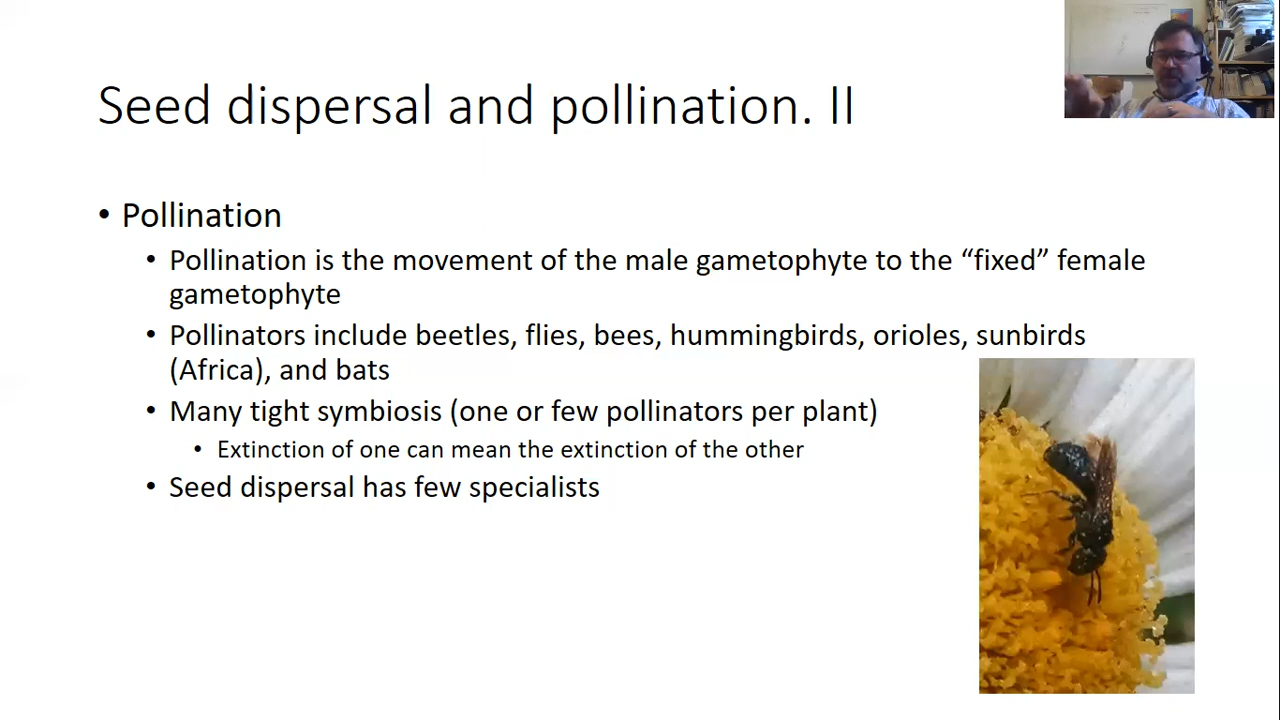 Seed dispersal and pollination. II
• Pollination
• Pollination is the movement of the male gametophyte to the “fixed” female
gametophyte
• Pollinators include beetles, flies, bees, hummingbirds, orioles, sunbirds
(Africa), and bats
• Many tight symbiosis (one or few pollinators per plant)
• Extinction of one can mean the extinction of the other
• Seed dispersal has few specialists